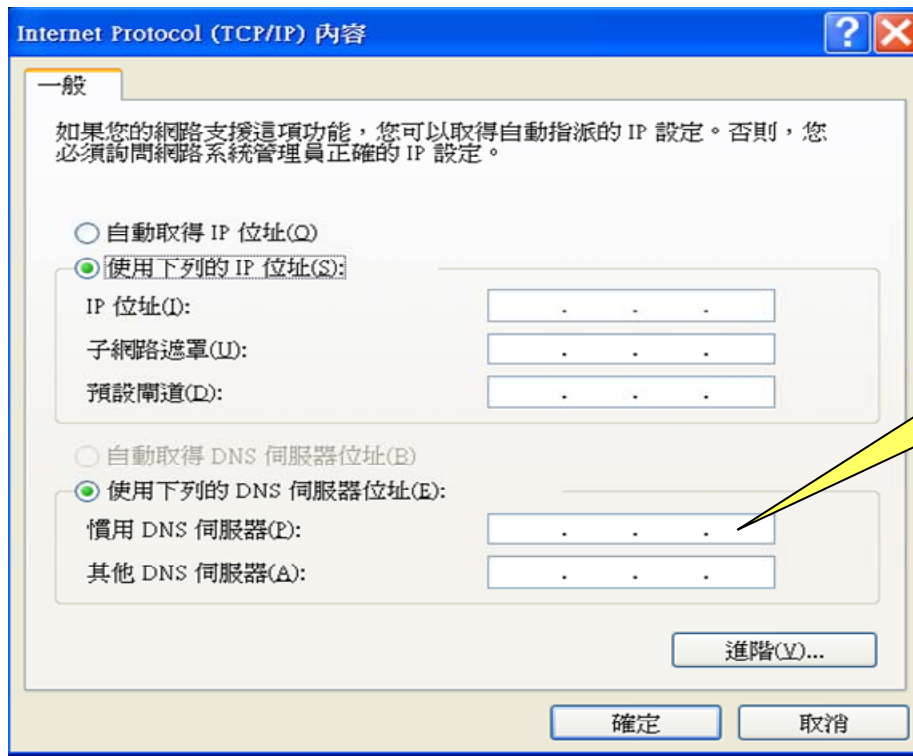 Internet Protocol (TCP/IP) 內容
一般
如果您的網路支援這項功能，您可以取得自動指派的 IP 設定。否則，您
必須詢問網路系統管理員正確的 IP 設定。
自動取得 IP 位址(O)
使用下列的 IP 位址(S):
IP 位址(I): . . .
子網路遮罩(U): . . .
預設閘道(D): . . .
自動取得 DNS 伺服器位址(B)
使用下列的 DNS 伺服器位址(E):
慣用 DNS 伺服器(P): . . .
其他 DNS 伺服器(A): . . .
進階(V)...
確定 取消